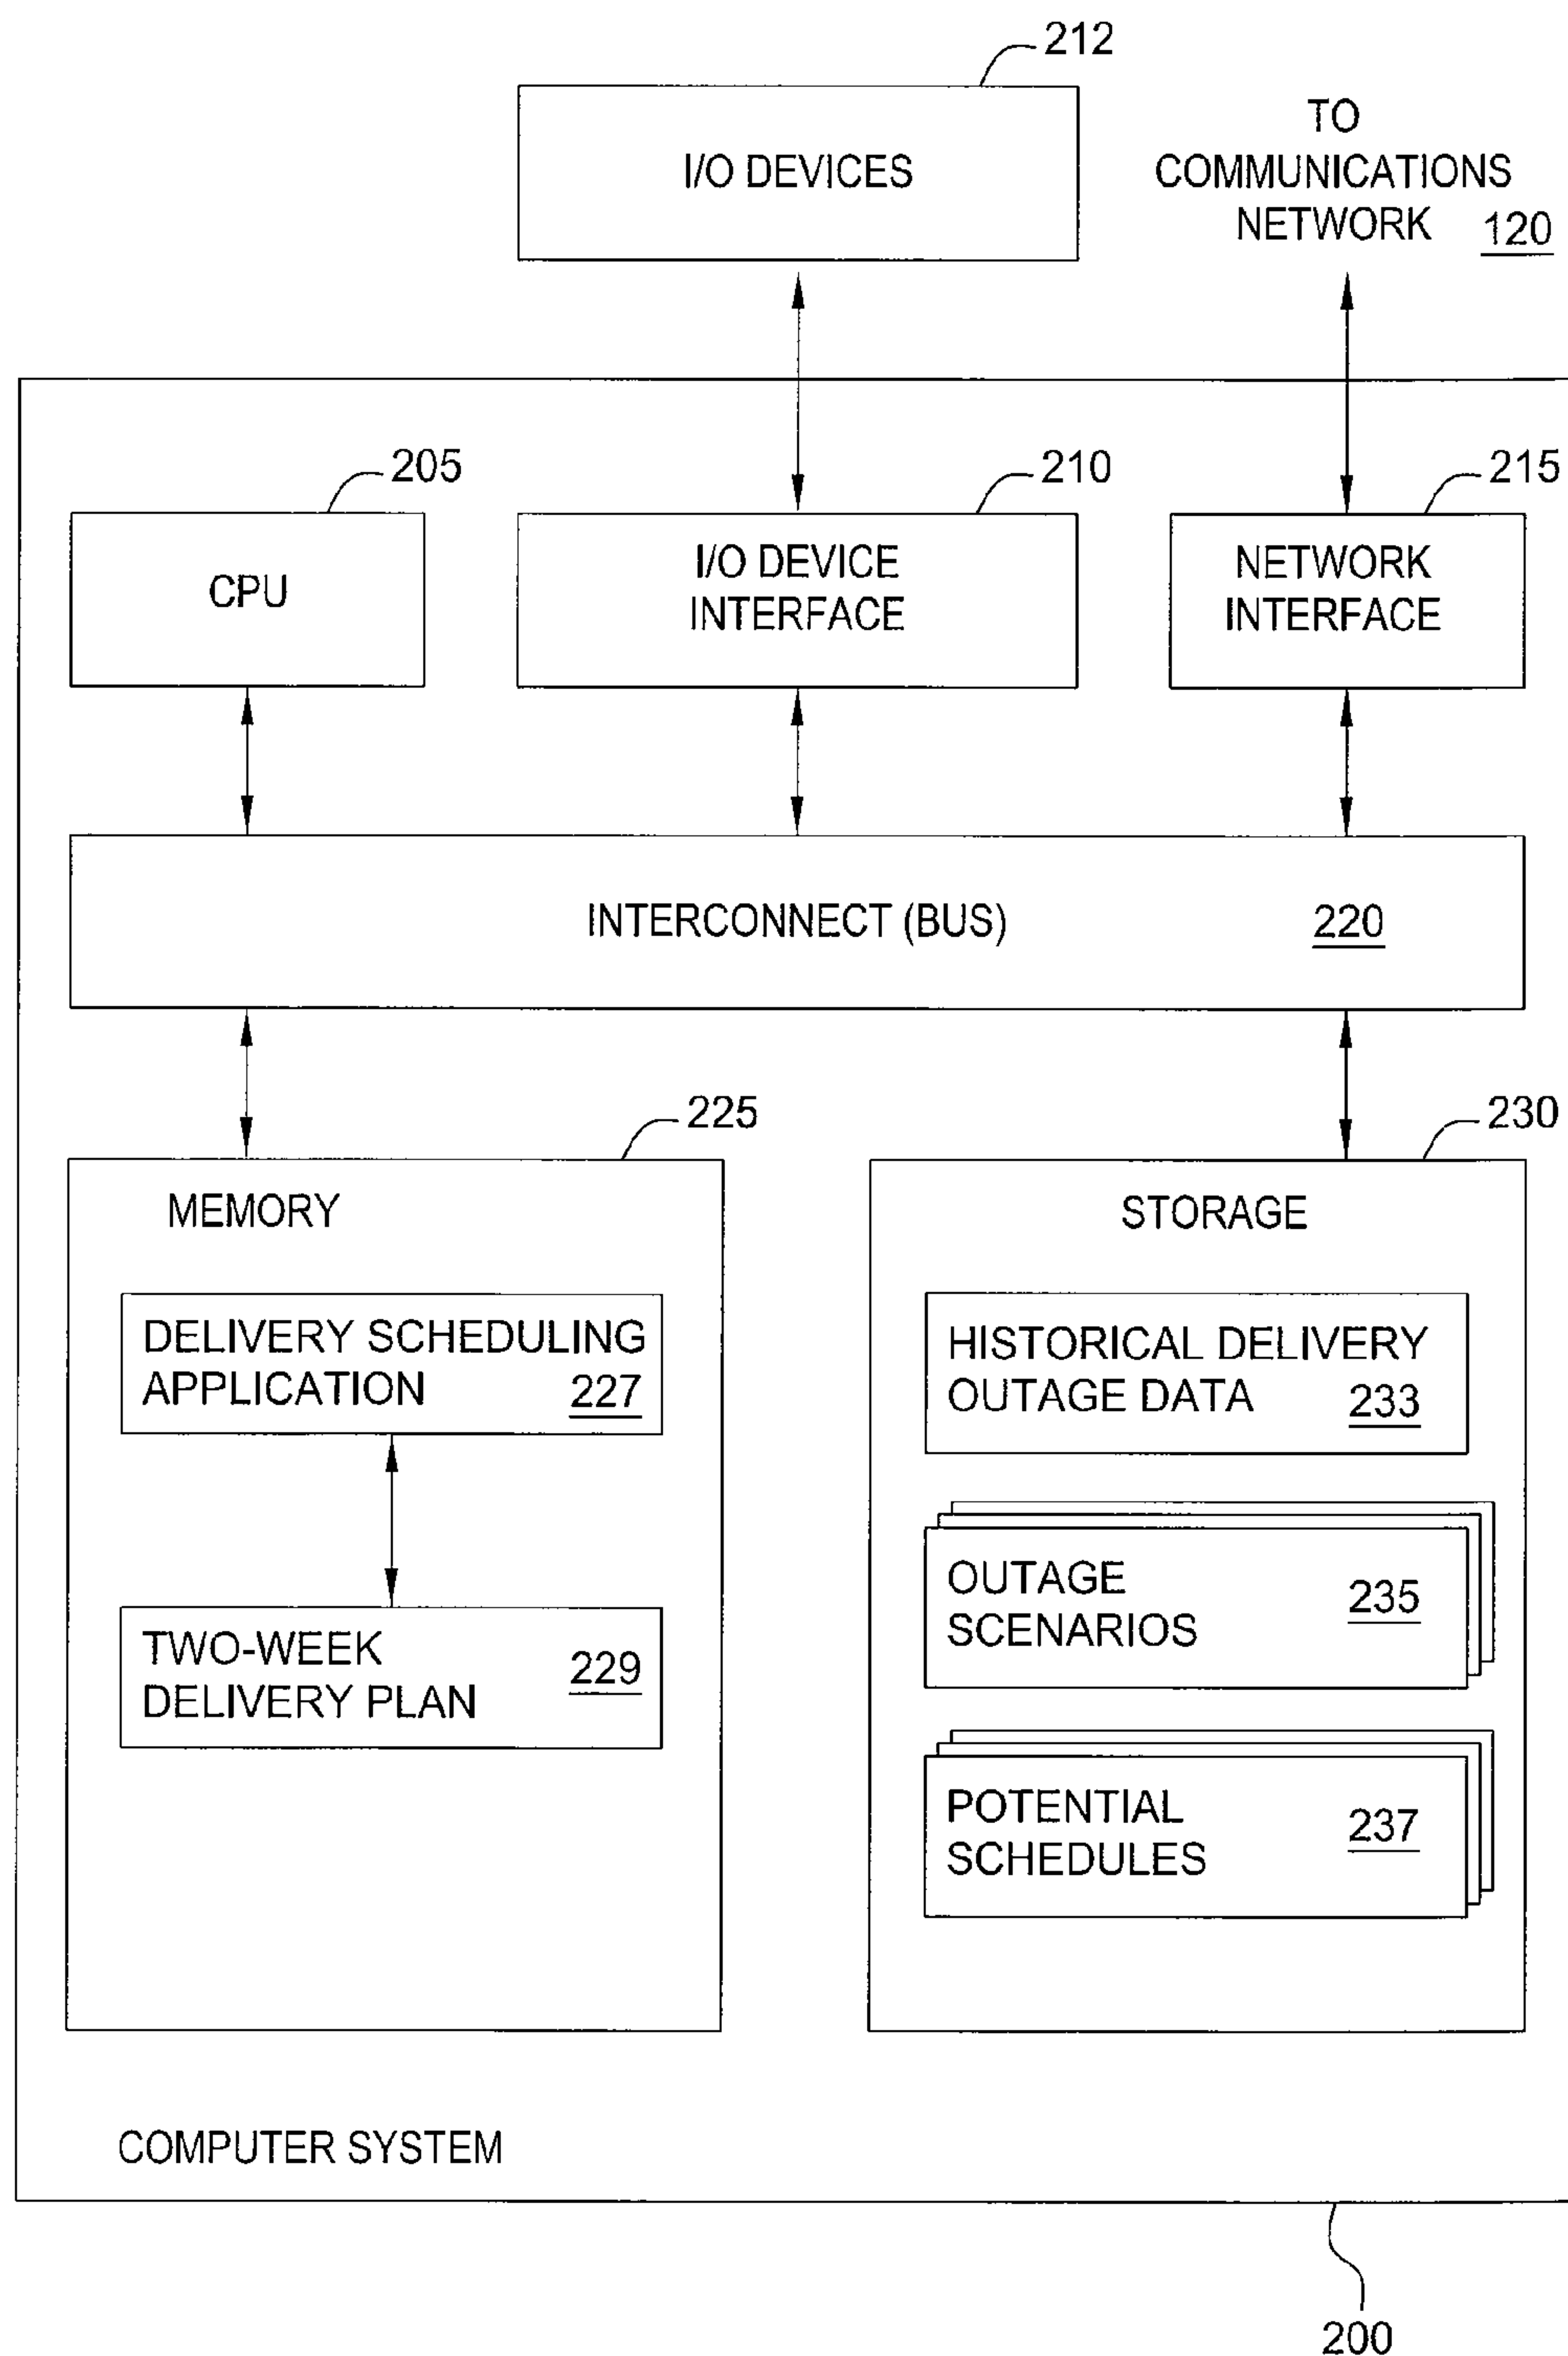 212
I/O DEVICES
TO
COMMUNICATIONS
NETWORK 120
205
210
215
CPU
I/O DEVICE
INTERFACE
NETWORK
INTERFACE
INTERCONNECT (BUS) 220
225
230
MEMORY
DELIVERY SCHEDULING
APPLICATION 227
TWO-WEEK
DELIVERY PLAN 229
STORAGE
HISTORICAL DELIVERY
OUTAGE DATA 233
OUTAGE
SCENARIOS 235
POTENTIAL
SCHEDULES 237
COMPUTER SYSTEM
200